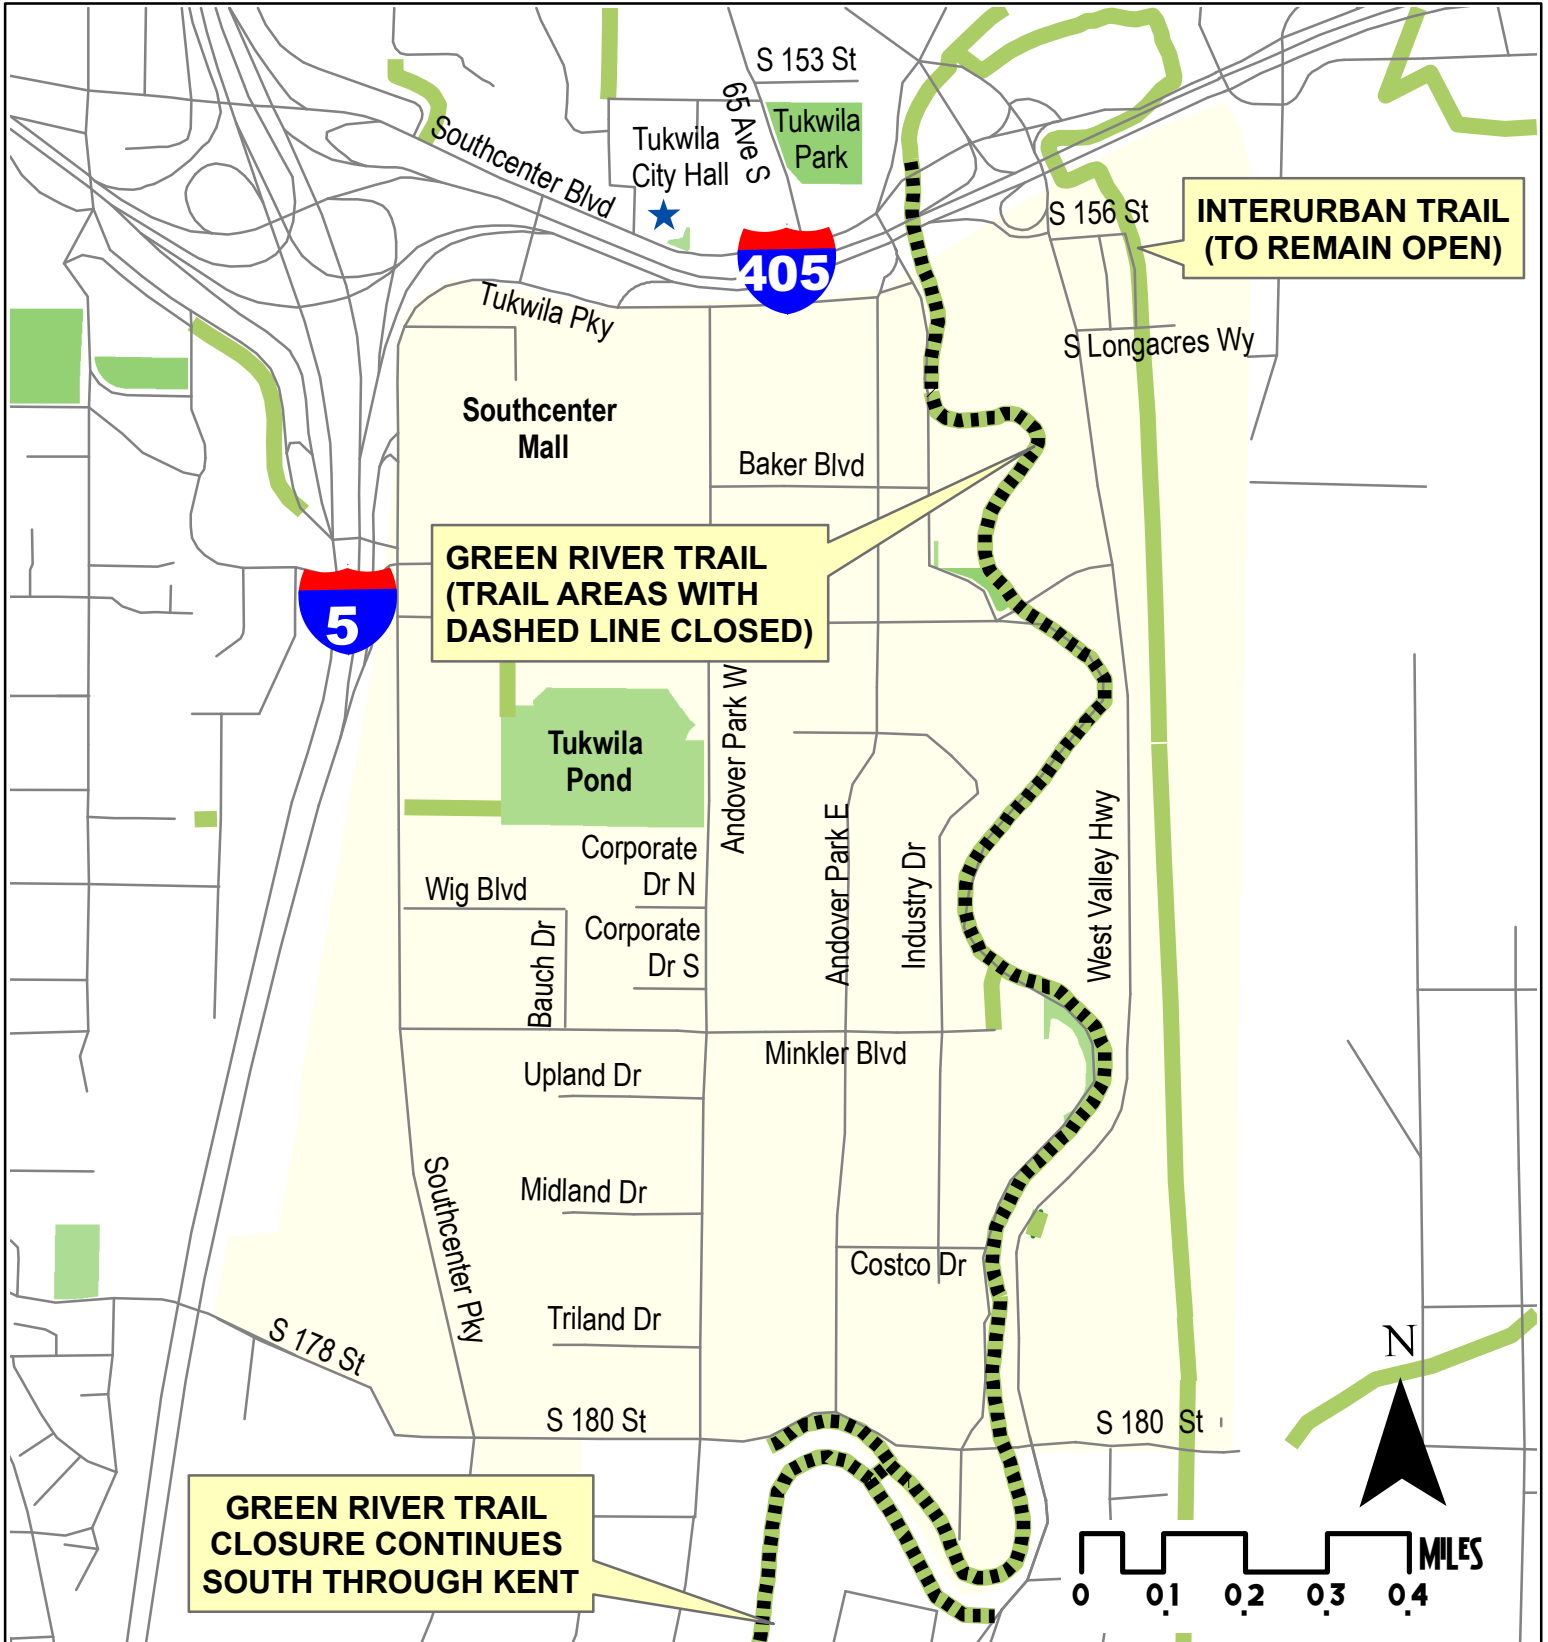 S 153 St
65 Ave S
Tukwila
Park
Tukwila
City Hall
Southcenter Blvd
S 156 St
INTERURBAN TRAIL
(TO REMAIN OPEN)
405
Tukwila Pky
S Longacres Wy
Southcenter
Mall
Baker Blvd
GREEN RIVER TRAIL
(TRAIL AREAS WITH
DASHED LINE CLOSED)
5
Andover Park W
Tukwila
Pond
Andover Park E
Industry Dr
West Valley Hwy
Corporate
Dr N
Wig Blvd
Corporate
Dr S
Bauch Dr
Minkler Blvd
Upland Dr
Southcenter Pky
Midland Dr
Costco Dr
Triland Dr
S 178 St
N
S 180 St
S 180 St
GREEN RIVER TRAIL
CLOSURE CONTINUES
SOUTH THROUGH KENT
MILES
0 0.1 0.2 0.3 0.4